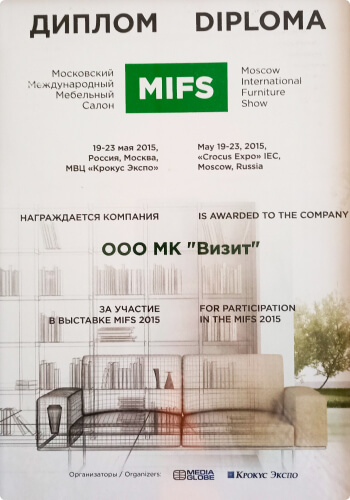 ДИПЛОМ DIPLOMA
Московский
Международный
Мебельный
Салон
MIFS
Moscow
International
Furniture
Show
19-23 мая 2015,
Россия, Москва,
МВЦ «Крокус Экспо»
May 19-23, 2015,
«Crocus Expo» IEC,
Moscow, Russia
НАГРАЖДАЕТСЯ КОМПАНИЯ
IS AWARDED TO THE COMPANY
ООО МК "Визит"
ЗА УЧАСТИЕ
В ВЫСТАВКЕ MIFS 2015
FOR PARTICIPATION
IN THE MIFS 2015
Организаторы / Organizers:
MEDIA
GLOBE
Крокус Экспо